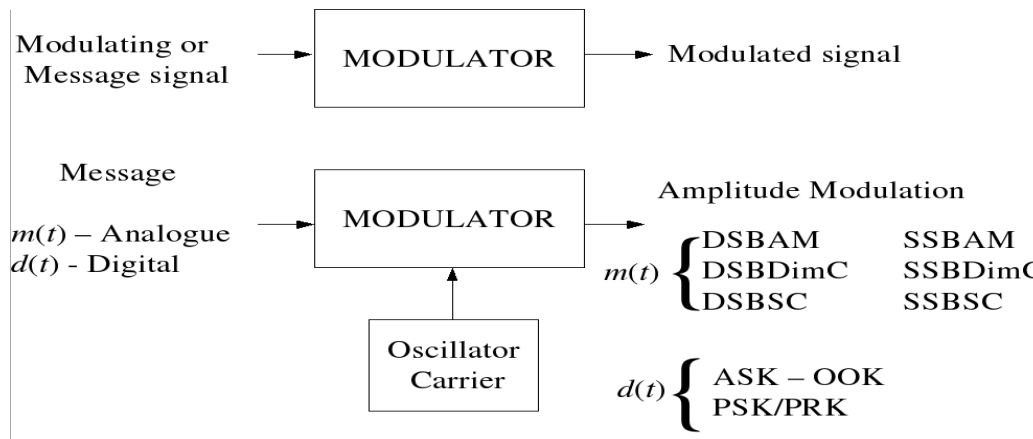 Modulating or
Message signal
MODULATOR
Modulated signal
Message
m(t) – Analogue
d(t) - Digital
MODULATOR
Oscillator
Carrier
Amplitude Modulation
m(t) { DSBAM SSBAM
DSBDimC SSBDimC
DSBSC SSBSC
d(t) { ASK – OOK
PSK/PRK